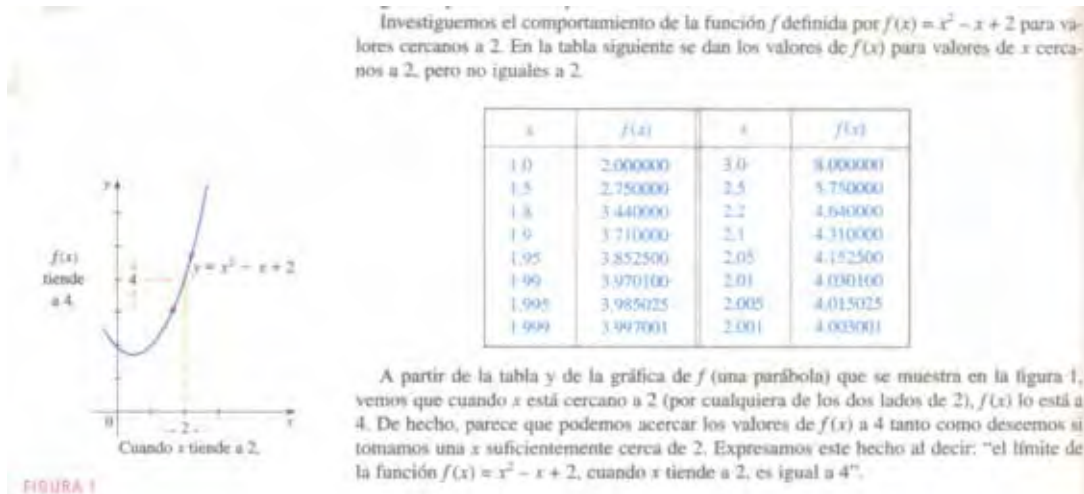 Investiguemos el comportamiento de la función f definida por f(x) = x² – x + 2 para va-
lores cercanos a 2. En la tabla siguiente se dan los valores de f(x) para valores de x cerca-
nos a 2, pero no iguales a 2.
x f(x) x f(x)
1.0 2.000000 3.0 8.000000
1.5 2.750000 2.5 5.750000
1.8 3.440000 2.2 4.640000
1.9 3.710000 2.1 4.310000
1.95 3.852500 2.05 4.152500
1.99 3.970100 2.01 4.030100
1.995 3.985025 2.005 4.015025
1.999 3.997001 2.001 4.003001
y
f(x)
tiende
a 4.
4
y = x² – x + 2
0
2
x
Cuando x tiende a 2,
FIGURA 1
A partir de la tabla y de la gráfica de f (una parábola) que se muestra en la figura 1,
vemos que cuando x está cercano a 2 (por cualquiera de los dos lados de 2), f(x) lo está a
4. De hecho, parece que podemos acercar los valores de f(x) a 4 tanto como deseemos si
tomamos una x suficientemente cerca de 2. Expresamos este hecho al decir: “el límite de
la función f(x) = x² – x + 2, cuando x tiende a 2, es igual a 4”.